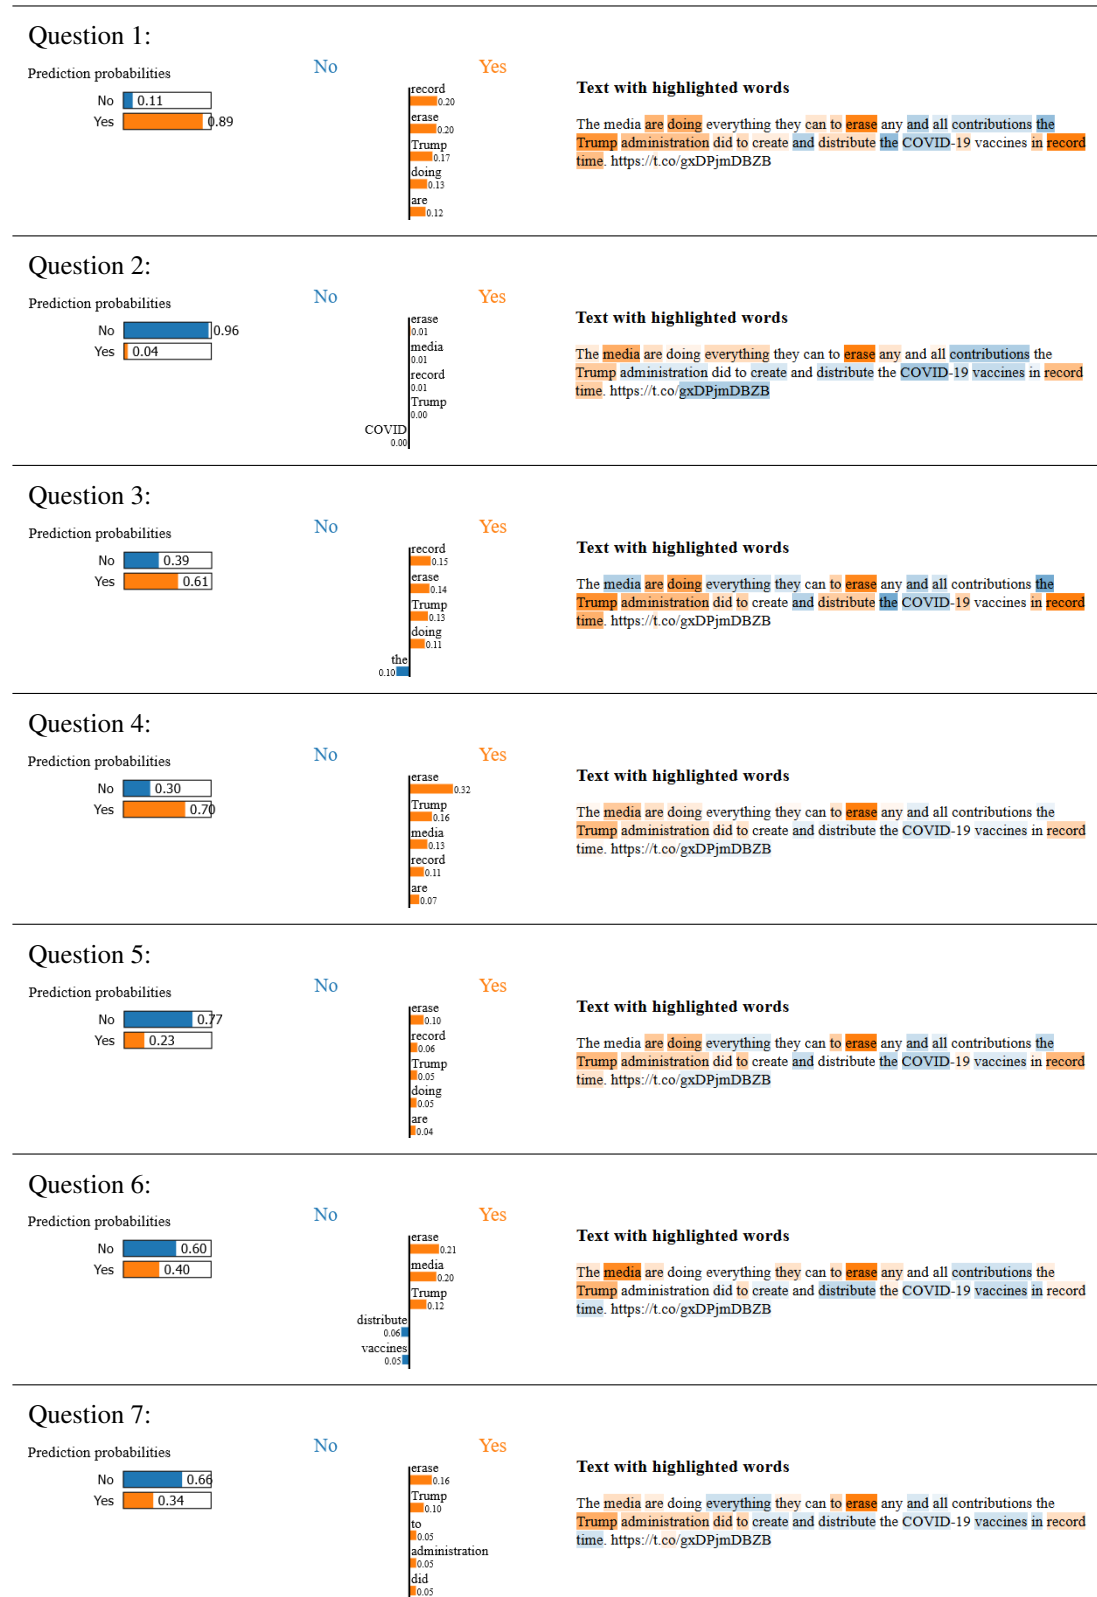 Question 1:
Prediction probabilities
No 0.11
Yes 0.89
No Yes
record
0.20
erase
0.20
Trump
0.17
doing
0.13
are
0.12
Text with highlighted words
The media are doing everything they can to erase any and all contributions the
Trump administration did to create and distribute the COVID-19 vaccines in record
time. https://t.co/gxDPjmDBZB
Question 2:
Prediction probabilities
No 0.96
Yes 0.04
No Yes
erase
0.01
media
0.01
record
0.01
Trump
0.00
COVID
0.00
Text with highlighted words
The media are doing everything they can to erase any and all contributions the
Trump administration did to create and distribute the COVID-19 vaccines in record
time. https://t.co/gxDPjmDBZB
Question 3:
Prediction probabilities
No 0.39
Yes 0.61
No Yes
record
0.15
erase
0.14
Trump
0.13
doing
0.11
the
0.10
Text with highlighted words
The media are doing everything they can to erase any and all contributions the
Trump administration did to create and distribute the COVID-19 vaccines in record
time. https://t.co/gxDPjmDBZB
Question 4:
Prediction probabilities
No 0.30
Yes 0.70
No Yes
erase
0.32
Trump
0.16
media
0.13
record
0.11
are
0.07
Text with highlighted words
The media are doing everything they can to erase any and all contributions the
Trump administration did to create and distribute the COVID-19 vaccines in record
time. https://t.co/gxDPjmDBZB
Question 5:
Prediction probabilities
No 0.77
Yes 0.23
No Yes
erase
0.10
record
0.06
Trump
0.05
doing
0.05
are
0.04
Text with highlighted words
The media are doing everything they can to erase any and all contributions the
Trump administration did to create and distribute the COVID-19 vaccines in record
time. https://t.co/gxDPjmDBZB
Question 6:
Prediction probabilities
No 0.60
Yes 0.40
No Yes
erase
0.21
media
0.20
Trump
0.12
distribute
0.06
vaccines
0.05
Text with highlighted words
The media are doing everything they can to erase any and all contributions the
Trump administration did to create and distribute the COVID-19 vaccines in record
time. https://t.co/gxDPjmDBZB
Question 7:
Prediction probabilities
No 0.66
Yes 0.34
No Yes
erase
0.16
Trump
0.10
to
0.05
administration
0.05
did
0.05
Text with highlighted words
The media are doing everything they can to erase any and all contributions the
Trump administration did to create and distribute the COVID-19 vaccines in record
time. https://t.co/gxDPjmDBZB